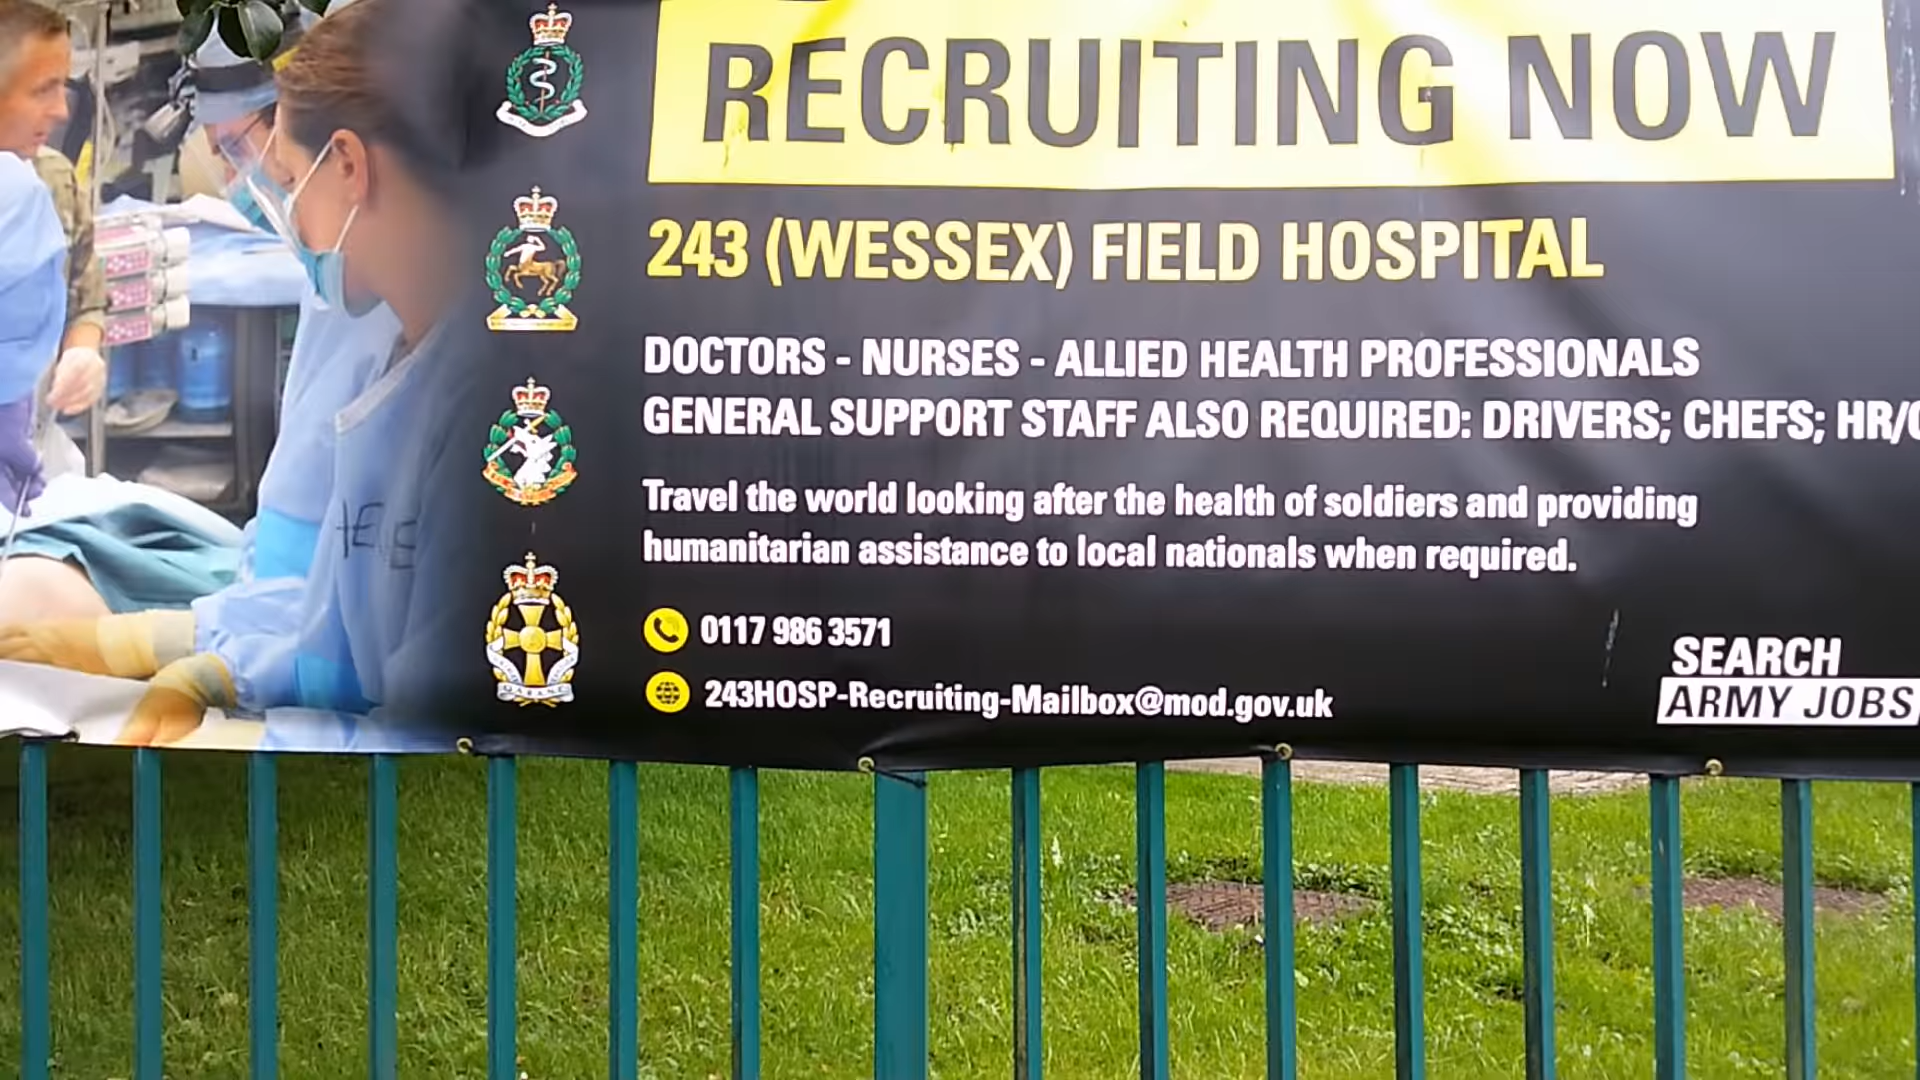 RECRUITING NOW
243 (WESSEX) FIELD HOSPITAL
DOCTORS - NURSES - ALLIED HEALTH PROFESSIONALS
GENERAL SUPPORT STAFF ALSO REQUIRED: DRIVERS; CHEFS; HR/
Travel the world looking after the health of soldiers and providing
humanitarian assistance to local nationals when required.
0117 986 3571
243HOSP-Recruiting-Mailbox@mod.gov.uk
SEARCH
ARMY JOBS